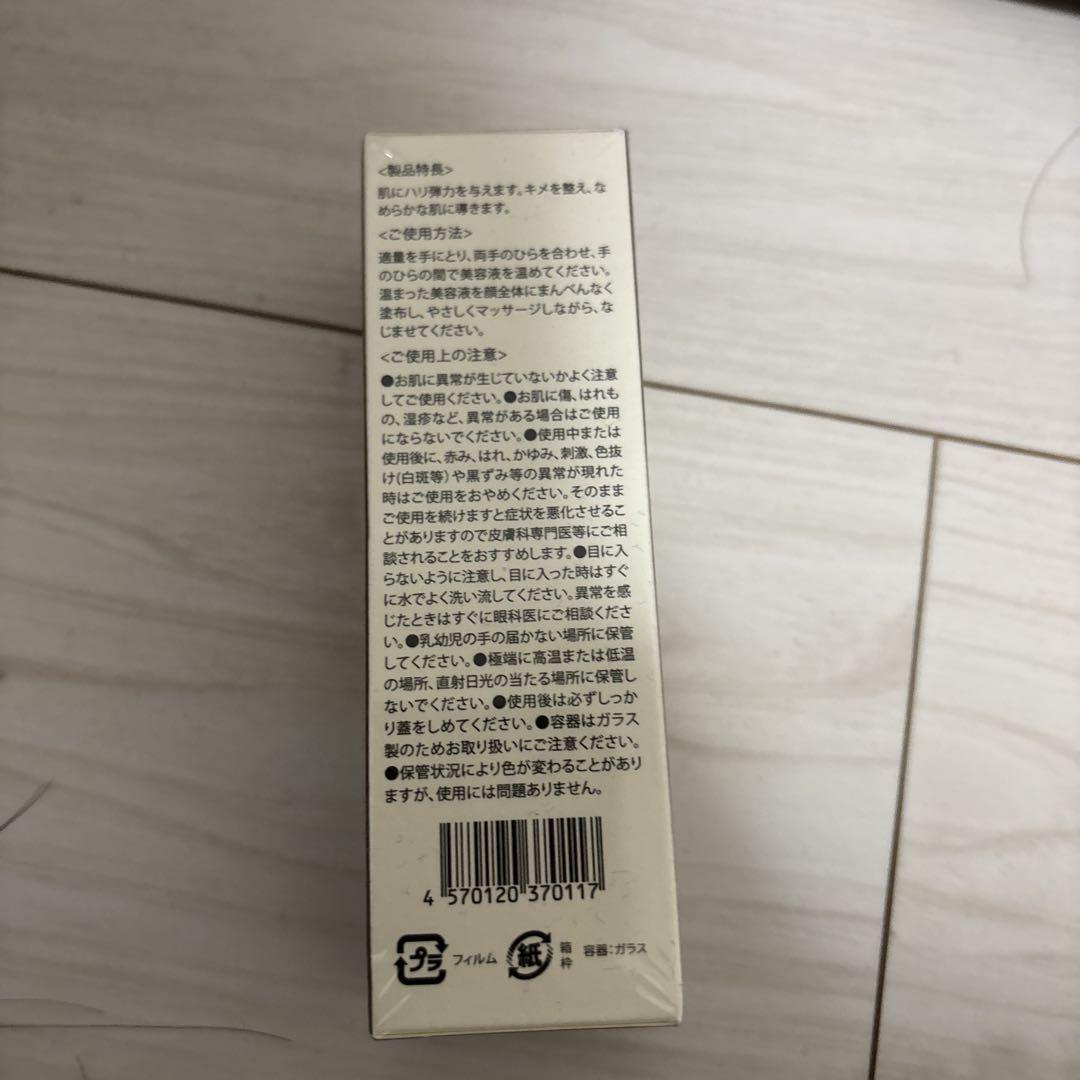 <製品特長>
肌にハリ弾力を与えます。キメを整え、な
めらかな肌に導きます。
<ご使用方法>
適量を手にとり、両手のひらを合わせ、手
のひらの間で美容液を温めてください。
温まった美容液を顔全体にまんべんなく
塗布し、やさしくマッサージしながら、な
じませてください。
<ご使用上の注意>
●お肌に異常が生じていないかよく注意
してご使用ください。●お肌に傷、はれも
の、湿疹など、異常がある場合はご使用
にならないでください。●使用中または
使用後に、赤み、はれ、かゆみ、刺激、色抜
け(白斑等)や黒ずみ等の異常が現れた
時はご使用をおやめください。そのまま
ご使用を続けますと症状を悪化させるこ
とがありますので皮膚科専門医等にご相
談されることをおすすめします。●目に入
らないように注意し、目に入った時はすぐ
に水でよく洗い流してください。異常を感
じたときはすぐに眼科医にご相談くださ
い。●乳幼児の手の届かない場所に保管
してください。●極端に高温または低温
の場所、直射日光の当たる場所に保管し
ないでください。●使用後は必ずしっか
り蓋をしめてください。●容器はガラス
製のためお取り扱いにご注意ください。
●保管状況により色が変わることがあり
ますが、使用には問題ありません。
4 570120 370117
プラ フィルム 紙 箱 容器:ガラス
枠